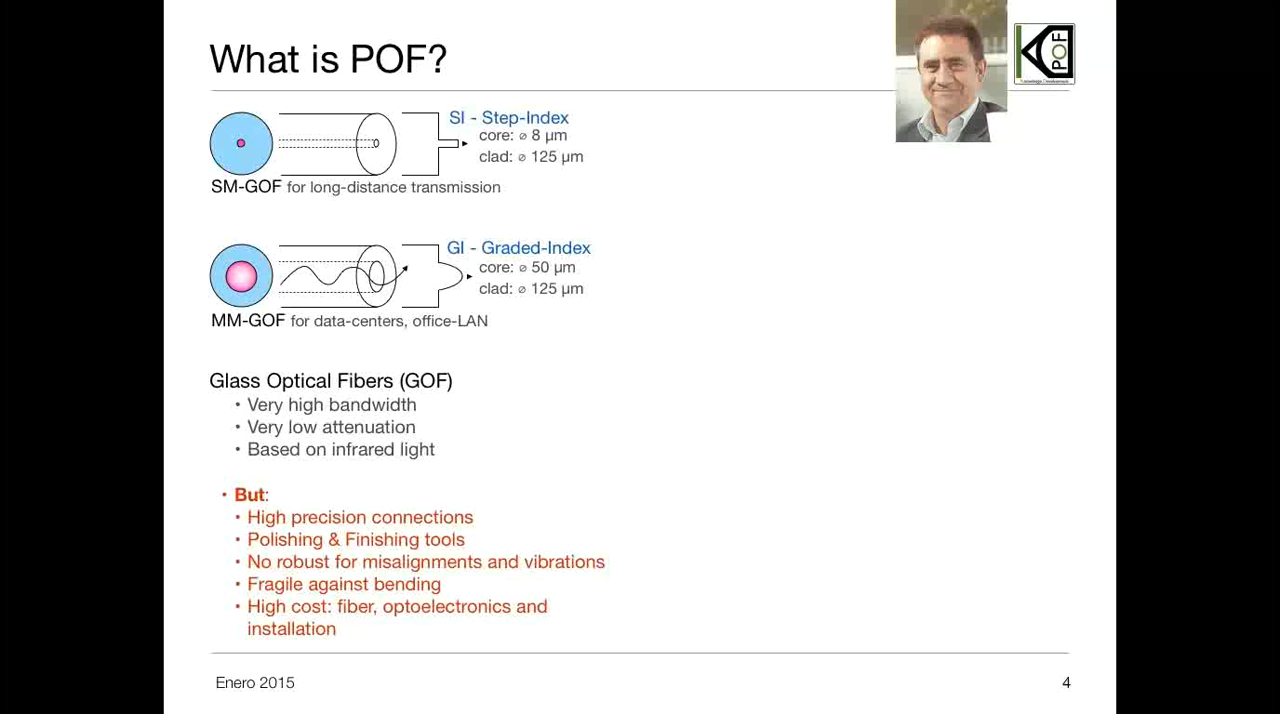 What is POF?
POF
SI - Step-Index
core: ⌀ 8 µm
clad: ⌀ 125 µm
SM-GOF for long-distance transmission
GI - Graded-Index
core: ⌀ 50 µm
clad: ⌀ 125 µm
MM-GOF for data-centers, office-LAN
Glass Optical Fibers (GOF)
• Very high bandwidth
• Very low attenuation
• Based on infrared light
• But:
• High precision connections
• Polishing & Finishing tools
• No robust for misalignments and vibrations
• Fragile against bending
• High cost: fiber, optoelectronics and
installation
Enero 2015
4